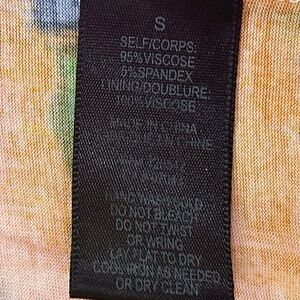 S
SELF/CORPS:
95% VISCOSE
5% SPANDEX
LINING/DOUBLURE:
100% VISCOSE
MADE IN CHINA
HAND WASH COLD
DO NOT BLEACH
DO NOT TWIST
OR WRING
LAY FLAT TO DRY
COOL IRON AS NEEDED
OR DRY CLEAN